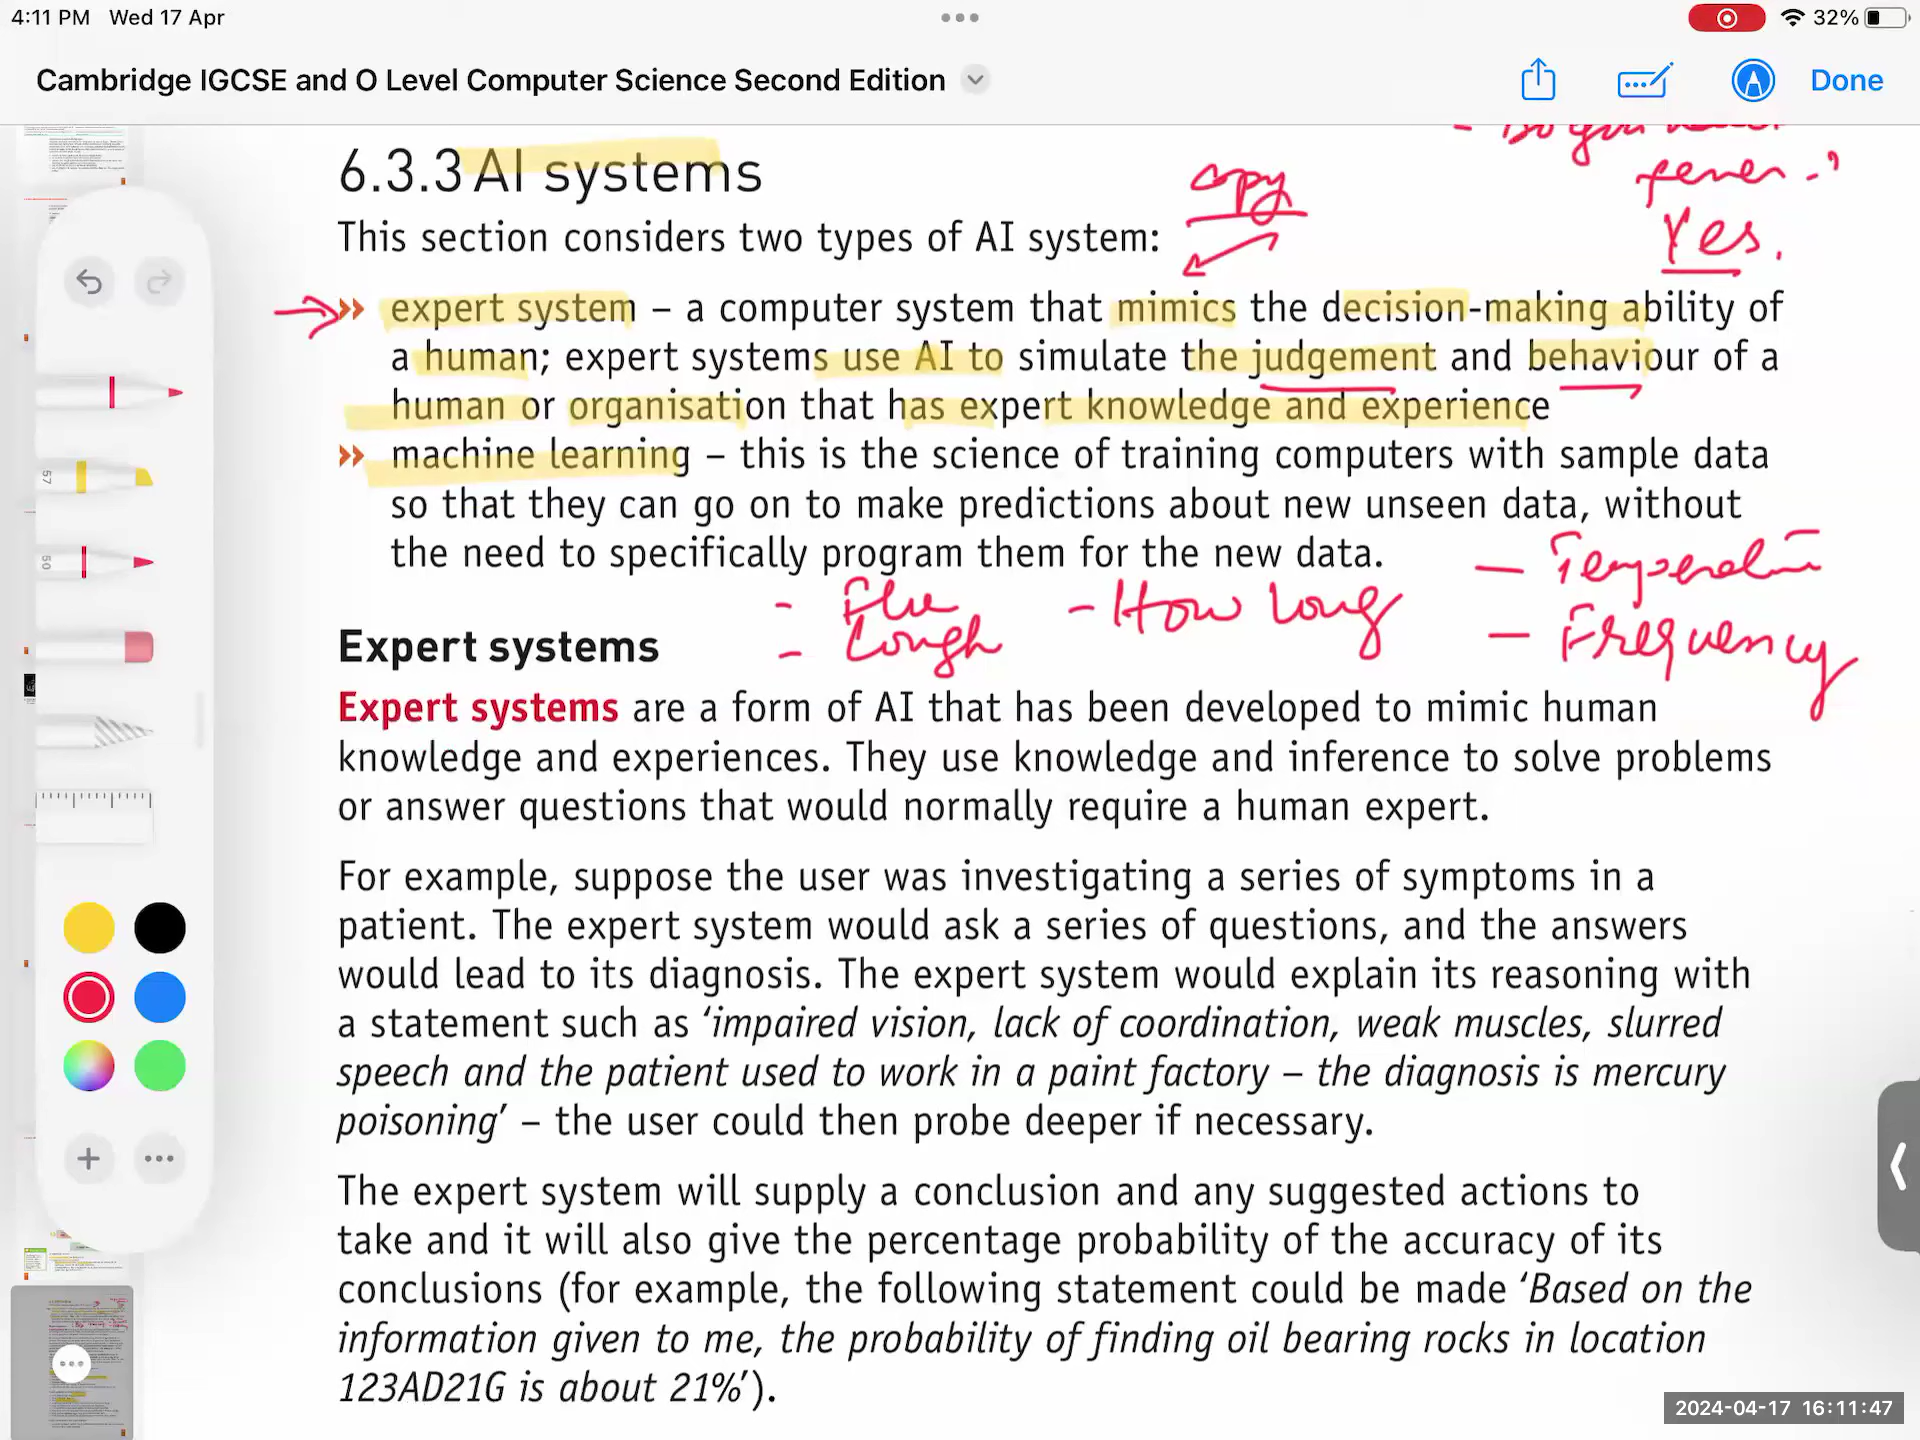 4:11 PM Wed 17 Apr
32%
Cambridge IGCSE and O Level Computer Science Second Edition
Done
fever - ?
6.3.3 AI systems
copy
Yes.
This section considers two types of AI system:
» expert system – a computer system that mimics the decision-making ability of
a human; expert systems use AI to simulate the judgement and behaviour of a
human or organisation that has expert knowledge and experience
» machine learning – this is the science of training computers with sample data
so that they can go on to make predictions about new unseen data, without
the need to specifically program them for the new data.
- Flu
- Cough
- How long
- Frequency
Expert systems
Expert systems are a form of AI that has been developed to mimic human
knowledge and experiences. They use knowledge and inference to solve problems
or answer questions that would normally require a human expert.
For example, suppose the user was investigating a series of symptoms in a
patient. The expert system would ask a series of questions, and the answers
would lead to its diagnosis. The expert system would explain its reasoning with
a statement such as ‘impaired vision, lack of coordination, weak muscles, slurred
speech and the patient used to work in a paint factory – the diagnosis is mercury
poisoning’ – the user could then probe deeper if necessary.
The expert system will supply a conclusion and any suggested actions to
take and it will also give the percentage probability of the accuracy of its
conclusions (for example, the following statement could be made ‘Based on the
information given to me, the probability of finding oil bearing rocks in location
123AD21G is about 21%’).
57
50
2024-04-17 16:11:47